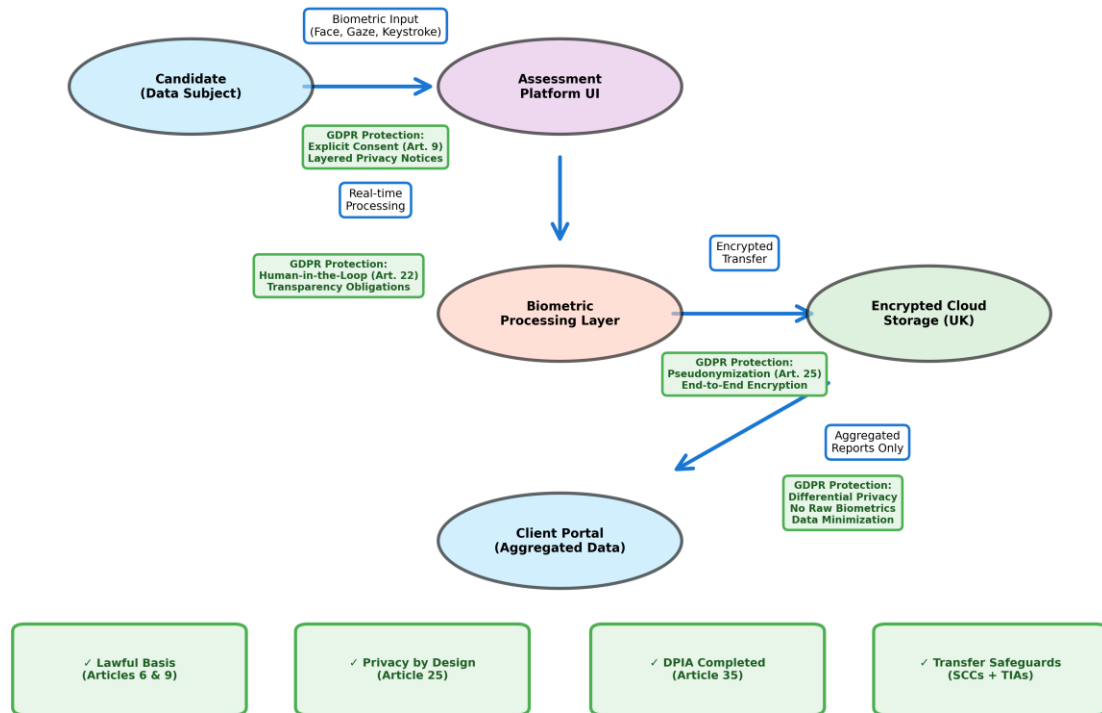 Biometric Input
(Face, Gaze, Keystroke)
Candidate
(Data Subject)
Assessment
Platform UI
GDPR Protection:
Explicit Consent (Art. 9)
Layered Privacy Notices
Real-time
Processing
GDPR Protection:
Human-in-the-Loop (Art. 22)
Transparency Obligations
Encrypted
Transfer
Biometric
Processing Layer
Encrypted Cloud
Storage (UK)
GDPR Protection:
Pseudonymization (Art. 25)
End-to-End Encryption
Aggregated
Reports Only
GDPR Protection:
Differential Privacy
No Raw Biometrics
Data Minimization
Client Portal
(Aggregated Data)
✓ Lawful Basis
(Articles 6 & 9)
✓ Privacy by Design
(Article 25)
✓ DPIA Completed
(Article 35)
✓ Transfer Safeguards
(SCCs + TIAs)